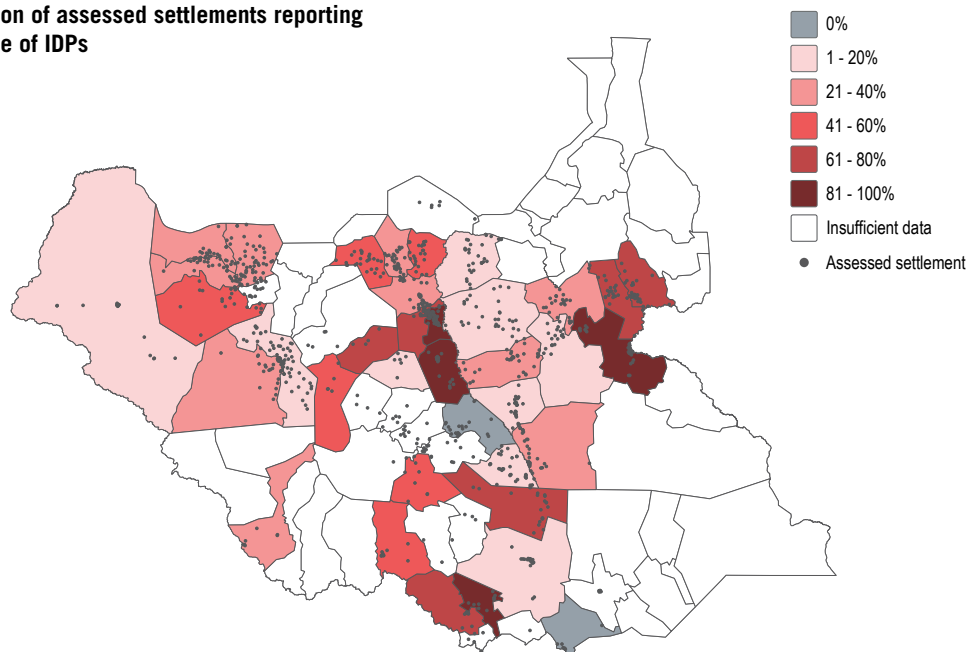 on of assessed settlements reporting
e of IDPs
0%
1 - 20%
21 - 40%
41 - 60%
61 - 80%
81 - 100%
Insufficient data
Assessed settlement